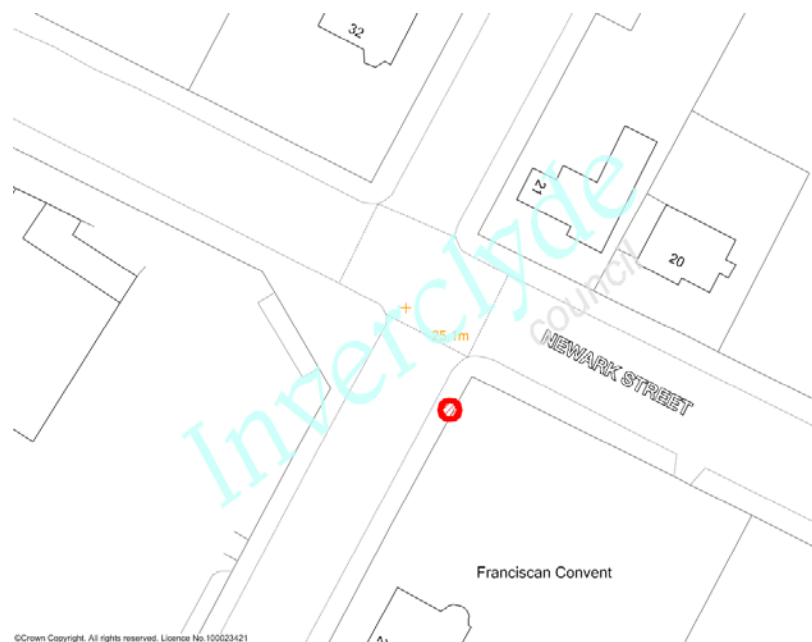 32
21
20
Inverclyde
council
25.1m
NEWARK STREET
Franciscan Convent
©Crown Copyright. All rights reserved. Licence No.100023421